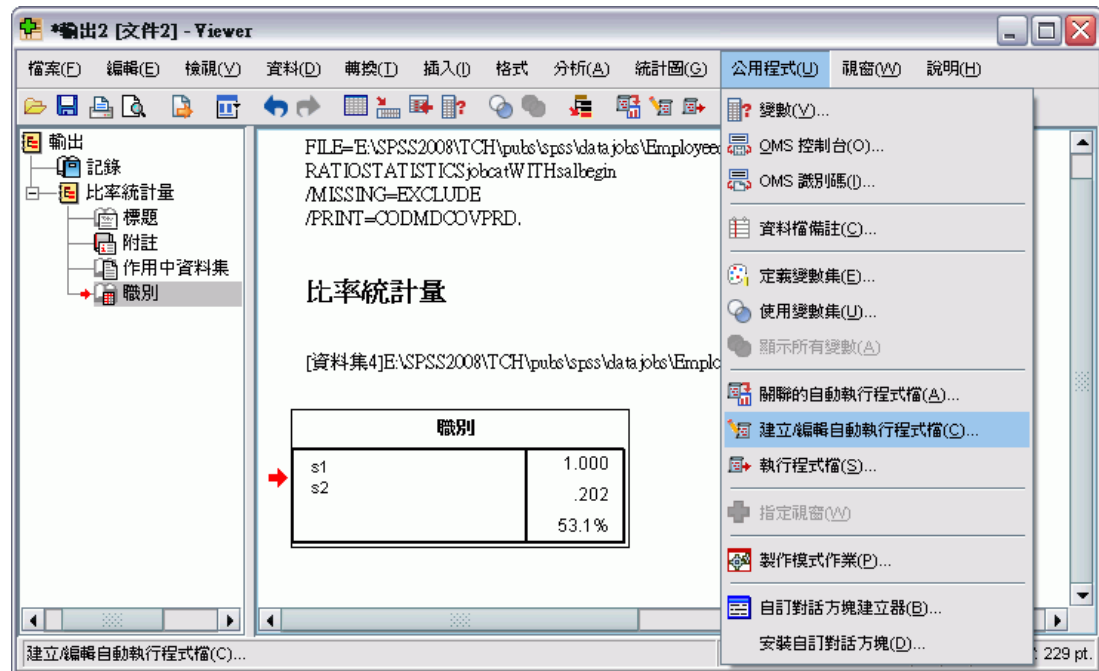 *輸出2 [文件2] - Viewer
檔案(F) 編輯(E) 檢視(V) 資料(D) 轉換(T) 插入(I) 格式 分析(A) 統計圖(G) 公用程式(U) 視窗(W) 說明(H)
輸出
記錄
比率統計量
標題
附註
作用中資料集
職別
FILE=E:\SPSS2008\TCH\pubs\spss\datajobs\Employee
RATIOSTATISTICSjobcatWITHsalbegin
/MISSING=EXCLUDE
/PRINT=CODMDCOVPRD.
比率統計量
[資料集4]E:\SPSS2008\TCH\pubs\spss\datajobs\Emplo
職別
s1 1.000
s2 .202
53.1%
變數(V)...
OMS 控制台(O)...
OMS 識別碼(I)...
資料檔備註(C)...
定義變數集(E)...
使用變數集(U)...
顯示所有變數(A)
關聯的自動執行程式檔(A)...
建立/編輯自動執行程式檔(C)...
執行程式檔(S)...
指定視窗(W)
製作模式作業(P)...
自訂對話方塊建立器(B)...
安裝自訂對話方塊(D)...
建立/編輯自動執行程式檔(C)...
: 229 pt.